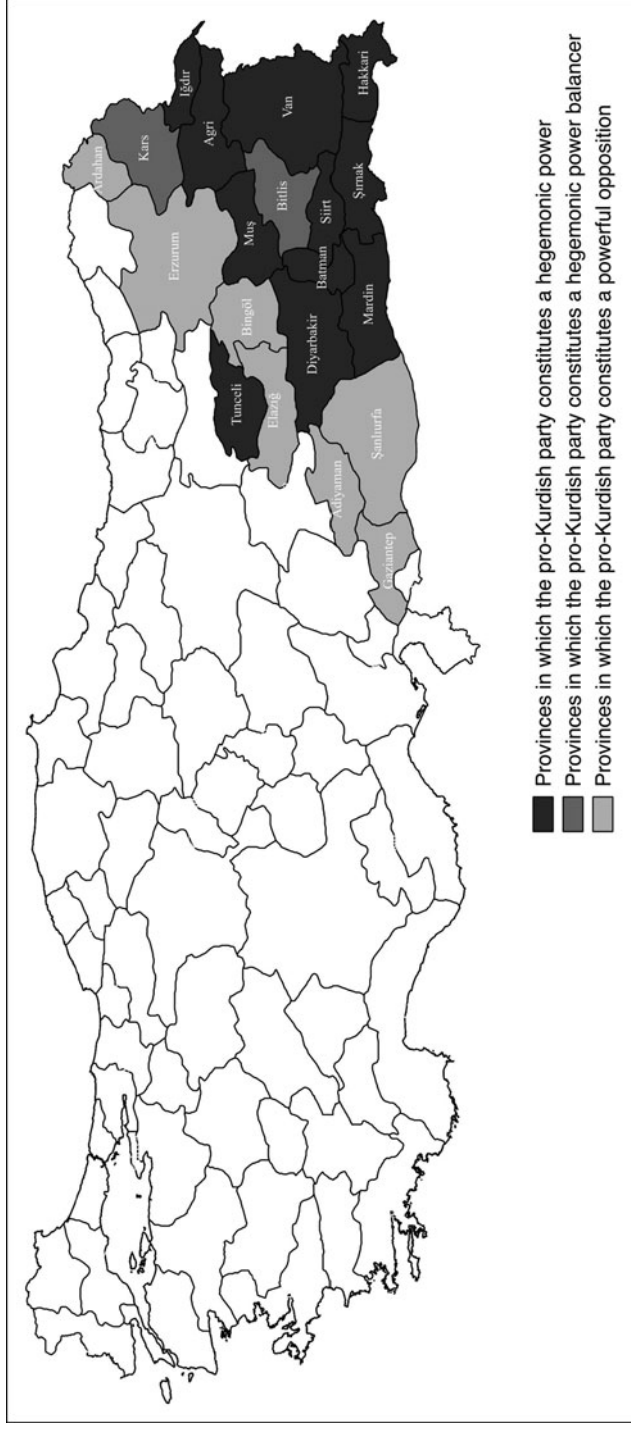 Ardahan
Kars
Iğdır
Erzurum
Agri
Tunceli
Bingöl
Muş
Van
Elaziğ
Bitlis
Adiyaman
Diyarbakir
Batman
Siirt
Hakkari
Gaziantep
Şanlıurfa
Mardin
Şırnak
Provinces in which the pro-Kurdish party constitutes a hegemonic power
Provinces in which the pro-Kurdish party constitutes a hegemonic power balancer
Provinces in which the pro-Kurdish party constitutes a powerful opposition